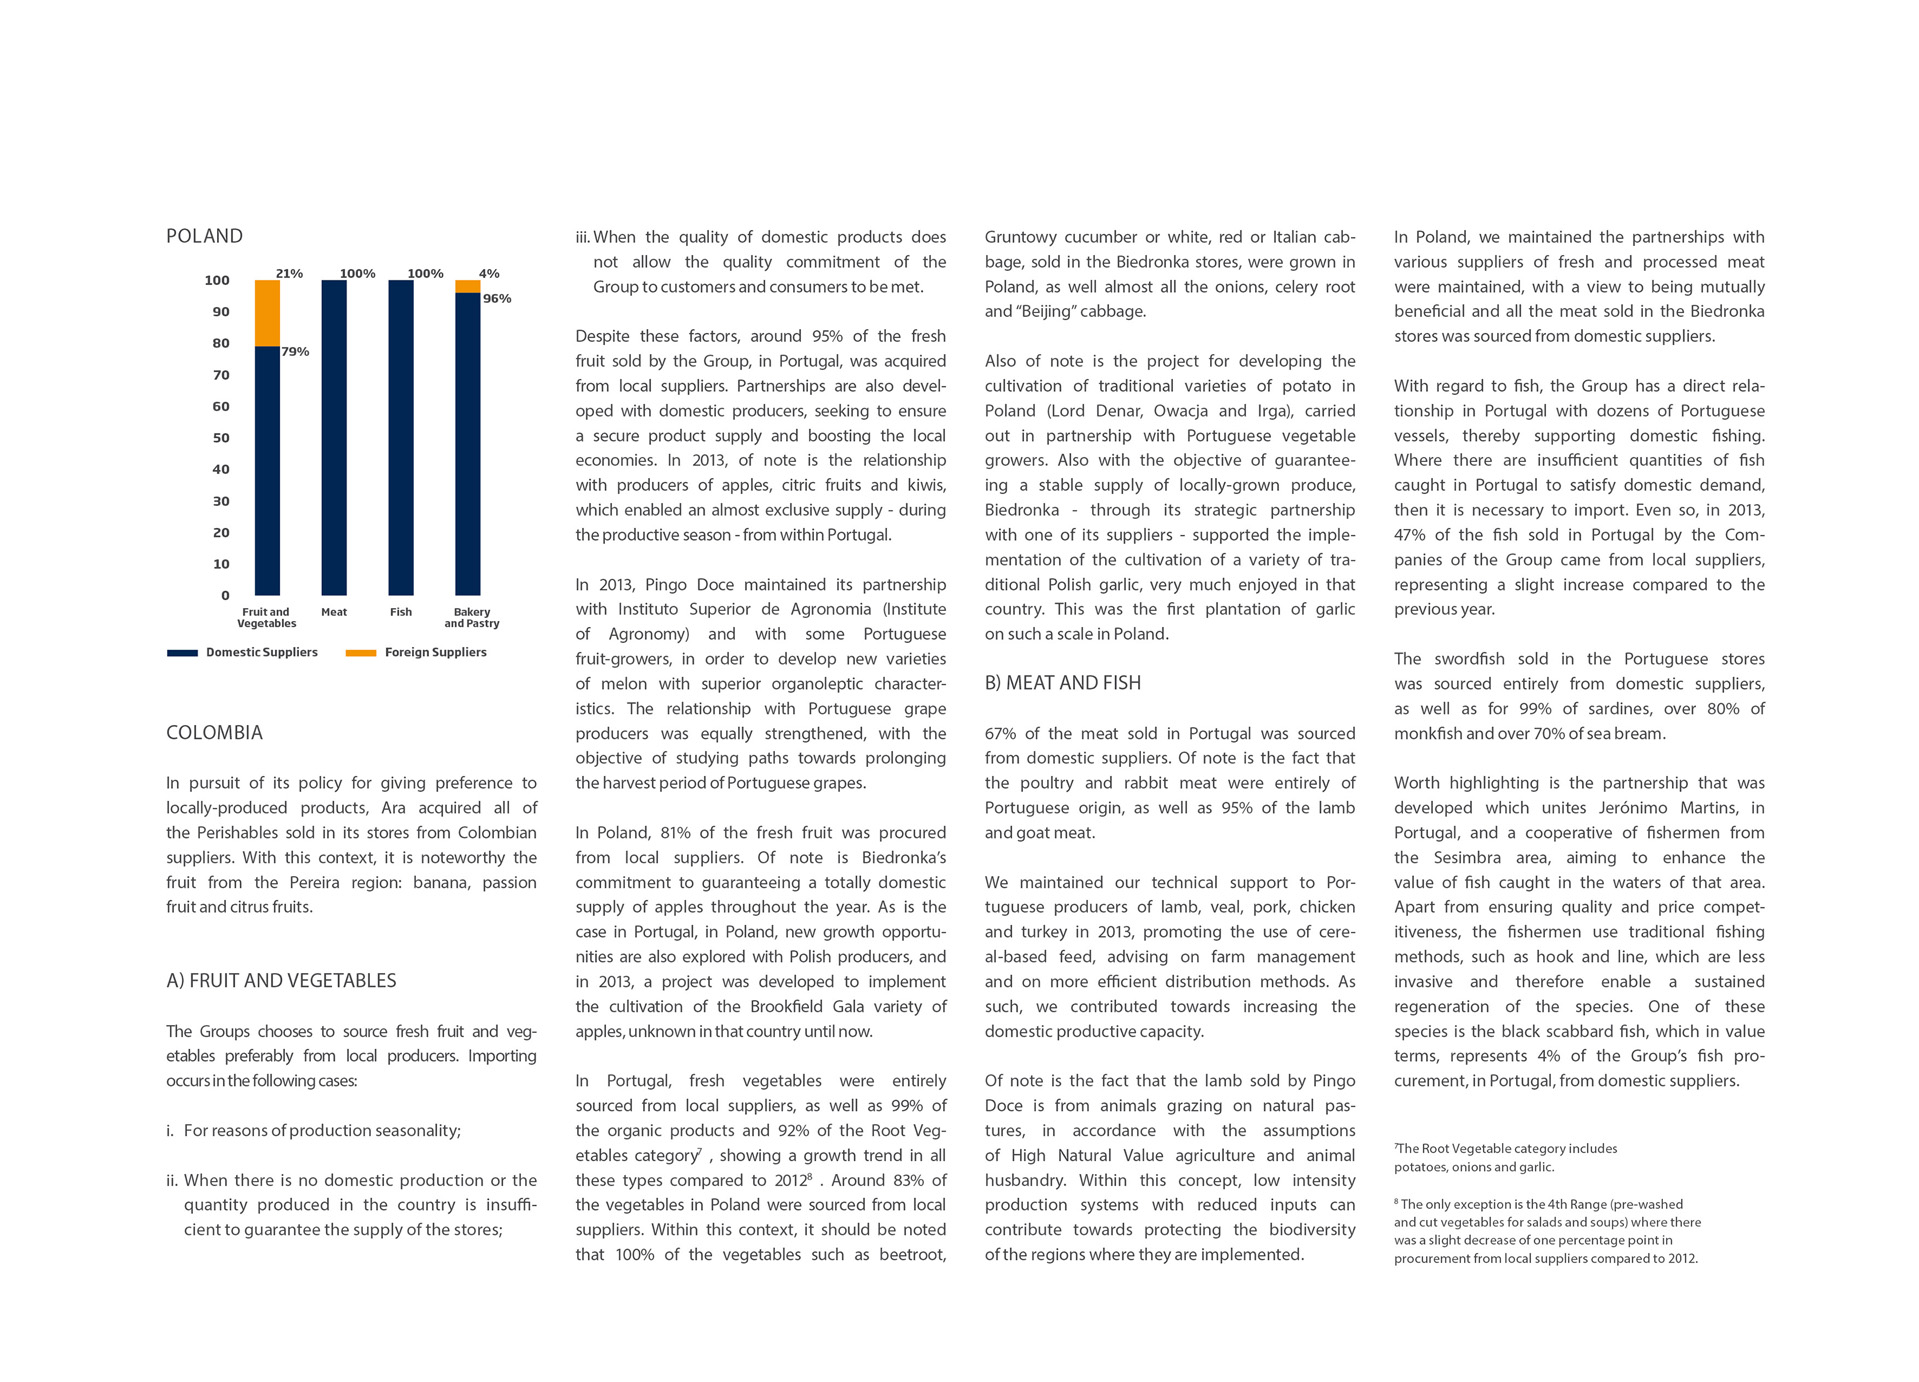 POLAND
21% 100% 100% 4%
100
96%
90
80
79%
70
60
50
40
30
20
10
0
Fruit and Vegetables
Meat
Fish
Bakery and Pastry
Domestic Suppliers
Foreign Suppliers
COLOMBIA
In pursuit of its policy for giving preference to
locally-produced products, Ara acquired all of
the Perishables sold in its stores from Colombian
suppliers. With this context, it is noteworthy the
fruit from the Pereira region: banana, passion
fruit and citrus fruits.
A) FRUIT AND VEGETABLES
The Groups chooses to source fresh fruit and veg-
etables preferably from local producers. Importing
occurs in the following cases:
i. For reasons of production seasonality;
ii. When there is no domestic production or the
quantity produced in the country is insuffi-
cient to guarantee the supply of the stores;
iii. When the quality of domestic products does
not allow the quality commitment of the
Group to customers and consumers to be met.
Despite these factors, around 95% of the fresh
fruit sold by the Group, in Portugal, was acquired
from local suppliers. Partnerships are also devel-
oped with domestic producers, seeking to ensure
a secure product supply and boosting the local
economies. In 2013, of note is the relationship
with producers of apples, citric fruits and kiwis,
which enabled an almost exclusive supply - during
the productive season - from within Portugal.
In 2013, Pingo Doce maintained its partnership
with Instituto Superior de Agronomia (Institute
of Agronomy) and with some Portuguese
fruit-growers, in order to develop new varieties
of melon with superior organoleptic character-
istics. The relationship with Portuguese grape
producers was equally strengthened, with the
objective of studying paths towards prolonging
the harvest period of Portuguese grapes.
In Poland, 81% of the fresh fruit was procured
from local suppliers. Of note is Biedronka’s
commitment to guaranteeing a totally domestic
supply of apples throughout the year. As is the
case in Portugal, in Poland, new growth opportu-
nities are also explored with Polish producers, and
in 2013, a project was developed to implement
the cultivation of the Brookfield Gala variety of
apples, unknown in that country until now.
In Portugal, fresh vegetables were entirely
sourced from local suppliers, as well as 99% of
the organic products and 92% of the Root Veg-
etables category⁷ , showing a growth trend in all
these types compared to 2012⁸ . Around 83% of
the vegetables in Poland were sourced from local
suppliers. Within this context, it should be noted
that 100% of the vegetables such as beetroot,
Gruntowy cucumber or white, red or Italian cab-
bage, sold in the Biedronka stores, were grown in
Poland, as well almost all the onions, celery root
and “Beijing” cabbage.
Also of note is the project for developing the
cultivation of traditional varieties of potato in
Poland (Lord Denar, Owacja and Irga), carried
out in partnership with Portuguese vegetable
growers. Also with the objective of guarantee-
ing a stable supply of locally-grown produce,
Biedronka - through its strategic partnership
with one of its suppliers - supported the imple-
mentation of the cultivation of a variety of tra-
ditional Polish garlic, very much enjoyed in that
country. This was the first plantation of garlic
on such a scale in Poland.
B) MEAT AND FISH
67% of the meat sold in Portugal was sourced
from domestic suppliers. Of note is the fact that
the poultry and rabbit meat were entirely of
Portuguese origin, as well as 95% of the lamb
and goat meat.
We maintained our technical support to Por-
tuguese producers of lamb, veal, pork, chicken
and turkey in 2013, promoting the use of cere-
al-based feed, advising on farm management
and on more efficient distribution methods. As
such, we contributed towards increasing the
domestic productive capacity.
Of note is the fact that the lamb sold by Pingo
Doce is from animals grazing on natural pas-
tures, in accordance with the assumptions
of High Natural Value agriculture and animal
husbandry. Within this concept, low intensity
production systems with reduced inputs can
contribute towards protecting the biodiversity
of the regions where they are implemented.
In Poland, we maintained the partnerships with
various suppliers of fresh and processed meat
were maintained, with a view to being mutually
beneficial and all the meat sold in the Biedronka
stores was sourced from domestic suppliers.
With regard to fish, the Group has a direct rela-
tionship in Portugal with dozens of Portuguese
vessels, thereby supporting domestic fishing.
Where there are insufficient quantities of fish
caught in Portugal to satisfy domestic demand,
then it is necessary to import. Even so, in 2013,
47% of the fish sold in Portugal by the Com-
panies of the Group came from local suppliers,
representing a slight increase compared to the
previous year.
The swordfish sold in the Portuguese stores
was sourced entirely from domestic suppliers,
as well as for 99% of sardines, over 80% of
monkfish and over 70% of sea bream.
Worth highlighting is the partnership that was
developed which unites Jerónimo Martins, in
Portugal, and a cooperative of fishermen from
the Sesimbra area, aiming to enhance the
value of fish caught in the waters of that area.
Apart from ensuring quality and price compet-
itiveness, the fishermen use traditional fishing
methods, such as hook and line, which are less
invasive and therefore enable a sustained
regeneration of the species. One of these
species is the black scabbard fish, which in value
terms, represents 4% of the Group’s fish pro-
curement, in Portugal, from domestic suppliers.
⁷The Root Vegetable category includes
potatoes, onions and garlic.
⁸ The only exception is the 4th Range (pre-washed
and cut vegetables for salads and soups) where there
was a slight decrease of one percentage point in
procurement from local suppliers compared to 2012.